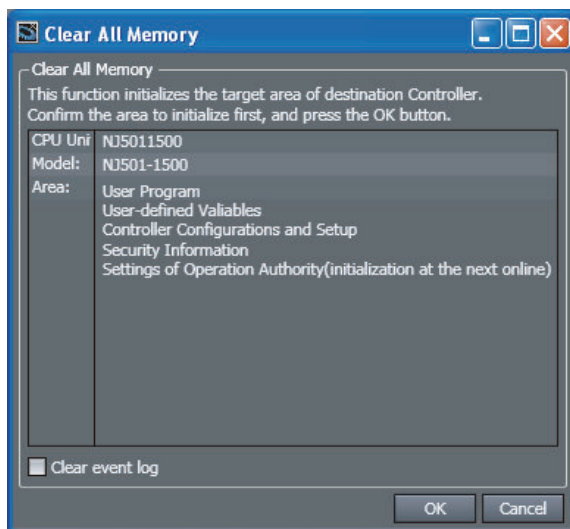 Clear All Memory
Clear All Memory
This function initializes the target area of destination Controller.
Confirm the area to initialize first, and press the OK button.
CPU Uni NJ5011500
Model: NJ501-1500
Area: User Program
User-defined Valiables
Controller Configurations and Setup
Security Information
Settings of Operation Authority(initialization at the next online)
Clear event log
OK Cancel